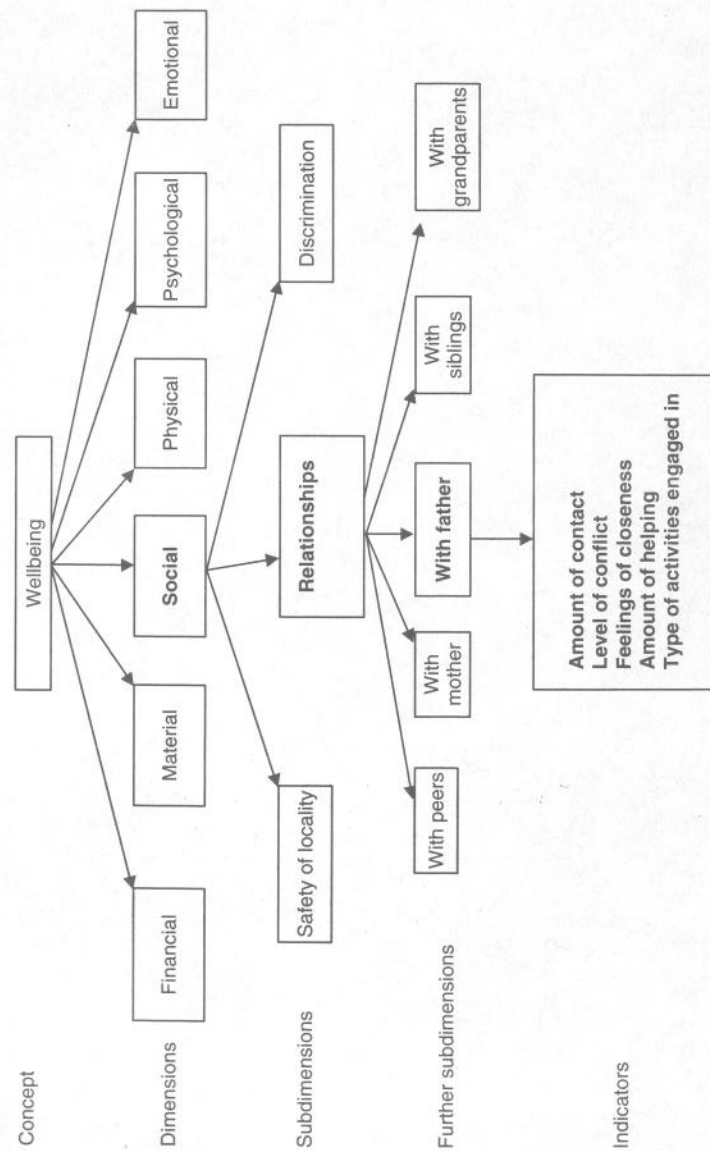 Concept
Wellbeing
Dimensions
Financial
Material
Social
Physical
Psychological
Emotional
Subdimensions
Safety of locality
Relationships
Discrimination
Further subdimensions
With peers
With
mother
With father
With
siblings
With
grandparents
Indicators
Amount of contact
Level of conflict
Feelings of closeness
Amount of helping
Type of activities engaged in